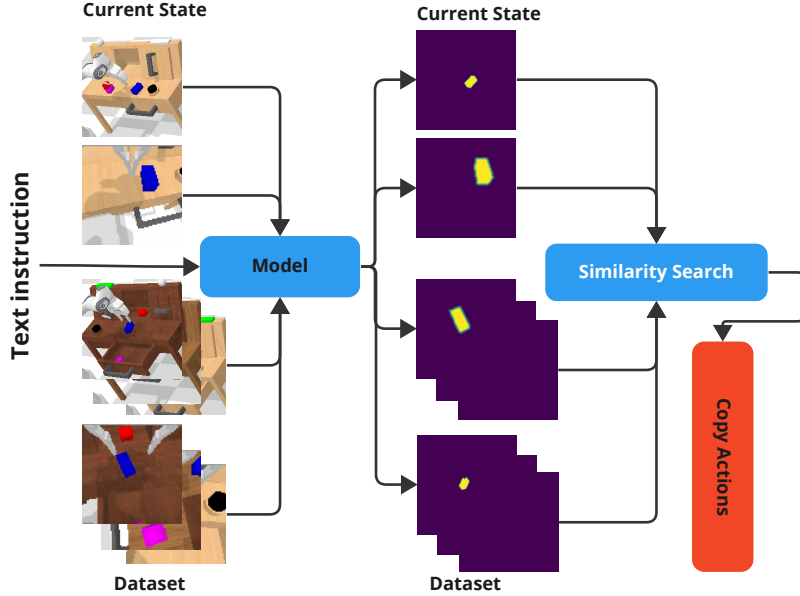 Current State
Current State
Text instruction
Model
Similarity Search
Copy Actions
Dataset
Dataset